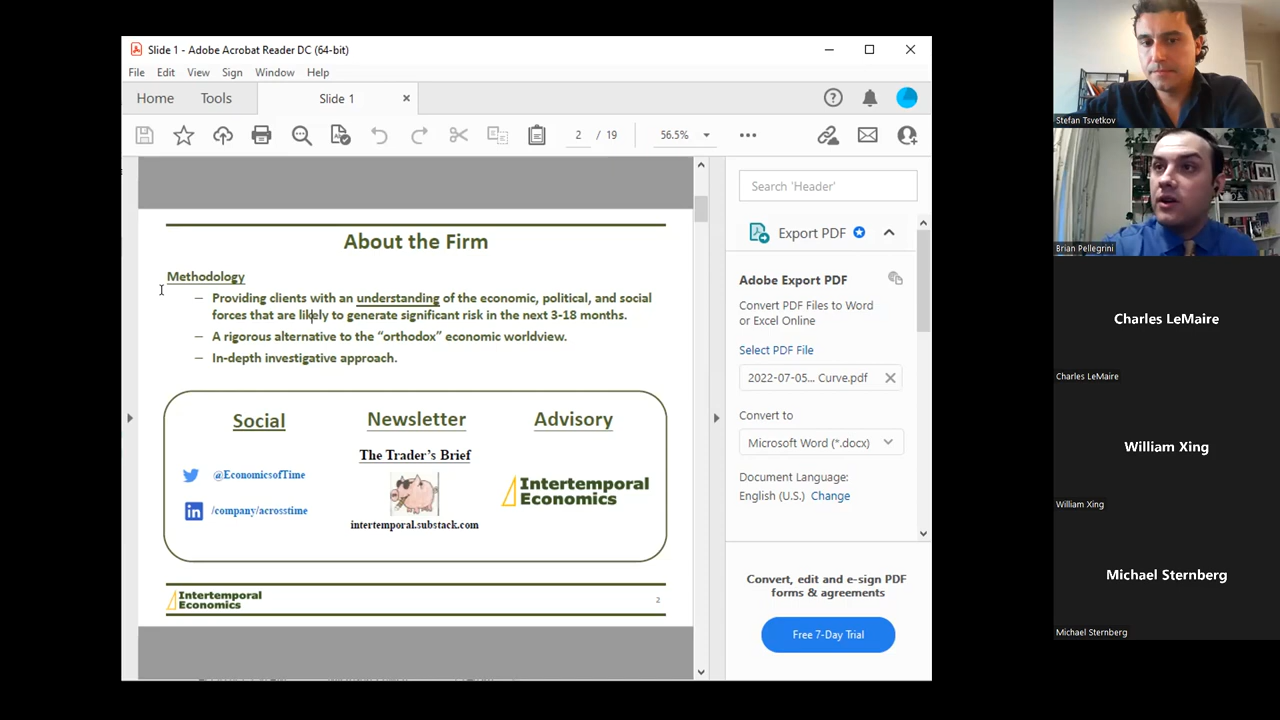 Slide 1 - Adobe Acrobat Reader DC (64-bit)
File Edit View Sign Window Help
Home Tools Slide 1
2 / 19 56.5%
About the Firm
Methodology
– Providing clients with an understanding of the economic, political, and social
forces that are likely to generate significant risk in the next 3-18 months.
– A rigorous alternative to the “orthodox” economic worldview.
– In-depth investigative approach.
Social
@EconomicsofTime
/company/acrosstime
Newsletter
The Trader’s Brief
intertemporal.substack.com
Advisory
Intertemporal
Economics
Intertemporal
Economics
2
Search 'Header'
Export PDF
Adobe Export PDF
Convert PDF Files to Word
or Excel Online
Select PDF File
2022-07-05... Curve.pdf
Convert to
Microsoft Word (*.docx)
Document Language:
English (U.S.) Change
Convert, edit and e-sign PDF
forms & agreements
Free 7-Day Trial
Stefan Tsvetkov
Brian Pellegrini
Charles LeMaire
Charles LeMaire
William Xing
William Xing
Michael Sternberg
Michael Sternberg